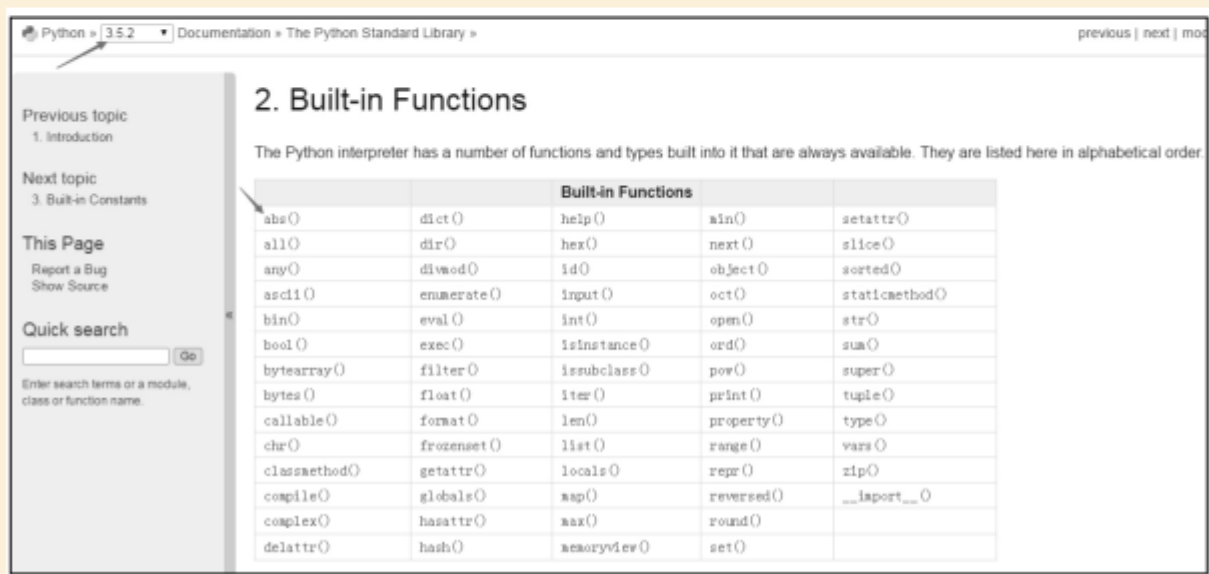 Python » 3.5.2 Documentation » The Python Standard Library » previous | next |
Previous topic
1. Introduction
Next topic
3. Built-in Constants
This Page
Report a Bug
Show Source
Quick search
Go
Enter search terms or a module,
class or function name.
«
2. Built-in Functions
The Python interpreter has a number of functions and types built into it that are always available. They are listed here in alphabetical order.
Built-in Functions
abs() dict() help() min() setattr()
all() dir() hex() next() slice()
any() divmod() id() object() sorted()
ascii() enumerate() input() oct() staticmethod()
bin() eval() int() open() str()
bool() exec() isinstance() ord() sum()
bytearray() filter() issubclass() pow() super()
bytes() float() iter() print() tuple()
callable() format() len() property() type()
chr() frozenset() list() range() vars()
classmethod() getattr() locals() repr() zip()
compile() globals() map() reversed() __import__()
complex() hasattr() max() round()
delattr() hash() memoryview() set()